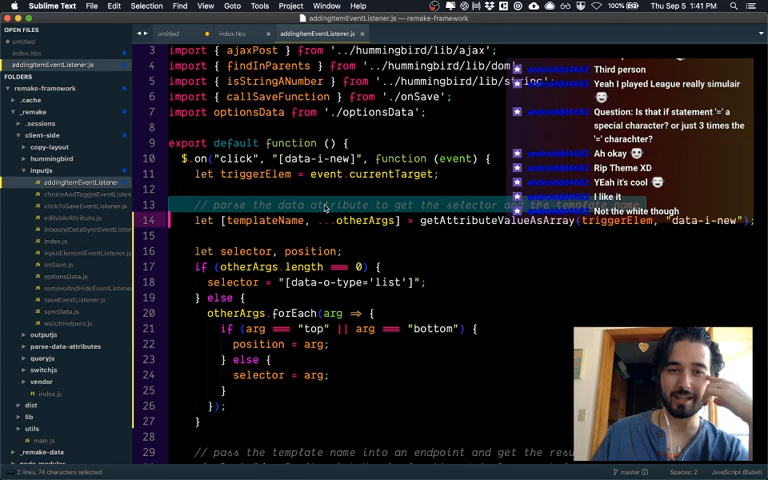 Sublime Text File Edit Selection Find View Goto Tools Project Window Help 100% Thu Sep 5 5:41 PM
addingItemEventListener.js — remake-framework
OPEN FILES
untitled
index.hbs
addingItemEventListener.js
FOLDERS
remake-framework
.cache
_remake
_sessions
client-side
copy-layout
hummingbird
inputjs
addingItemEventListener
choiceAndToggleEvent
clickToSaveEventListener
editableAttribute.js
inboundDataSyncEvent
index.js
inputElementEventListener
onSave.js
optionsData.js
removeAndHideEventListener
saveEventListener.js
syncData.js
watchHelpers.js
outputjs
parse-data-attributes
queryjs
switchjs
vendor
index.js
dist
lib
utils
main.js
_remake-data
node_modules
untitled index.hbs addingItemEventListener.js
3 import { ajaxPost } from '../hummingbird/lib/ajax';
4 import { findInParents } from '../hummingbird/lib/dom
5 import { isStringANumber } from '../hummingbird/lib/string';
6 import { callSaveFunction } from './onSave';
7 import optionsData from './optionsData';
8
9 export default function () {
10 $.on("click", "[data-i-new]", function (event) {
11 let triggerElem = event.currentTarget;
12
13 // parse the data attribute to get the selector and the template name
14 let [templateName, ...otherArgs] = getAttributeValueAsArray(triggerElem, "data-i-new");
15
16 let selector, position;
17 if (otherArgs.length === 0) {
18 selector = "[data-o-type='list']";
19 } else {
20 otherArgs.forEach(arg => {
21 if (arg === "top" || arg === "bottom") {
22 position = arg;
23 } else {
24 selector = arg;
25 }
26 });
27 }
28
29 // pass the template name into an endpoint and get the resu
Third person
Yeah I played League really simulair
Question: Is that if statement '=' a
special character? or just 3 times the
'=' charachter?
Ah okay
Rip Theme XD
YEah it's cool
I like it
Not the white though
2 lines, 74 characters selected master Spaces: 2 JavaScript (Babel)